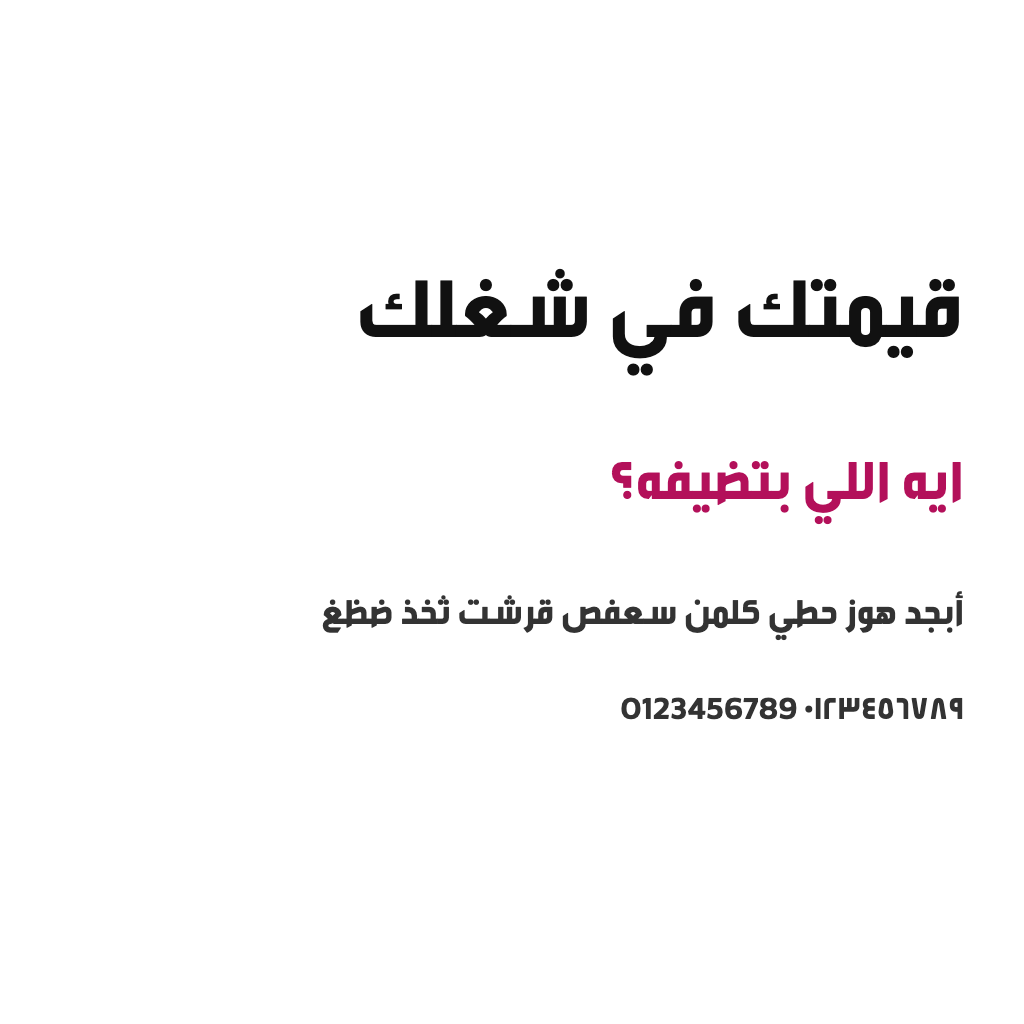 قيمتك في شغلك
ايه اللي بتضيفه؟
أبجد هوز حطي كلمن سعفص قرشت ثخذ ضظغ
٠١٢٣٤٥٦٧٨٩ 0123456789